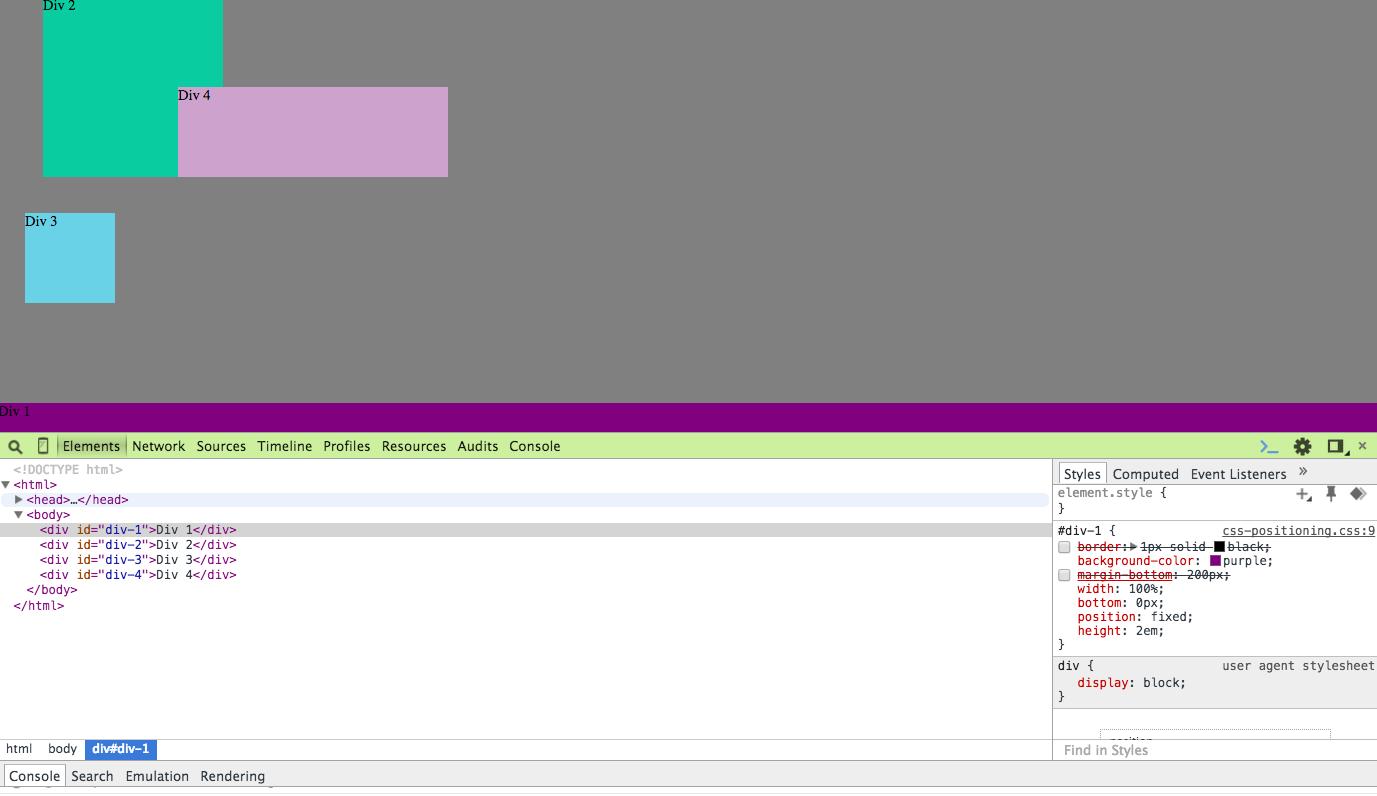 Div 2
Div 4
Div 3
Div 1
Elements Network Sources Timeline Profiles Resources Audits Console
<!DOCTYPE html>
<html>
<head>…</head>
<body>
<div id="div-1">Div 1</div>
<div id="div-2">Div 2</div>
<div id="div-3">Div 3</div>
<div id="div-4">Div 4</div>
</body>
</html>
Styles Computed Event Listeners »
element.style {
}
#div-1 { css-positioning.css:9
border: 1px solid black;
background-color: purple;
margin-bottom: 200px;
width: 100%;
bottom: 0px;
position: fixed;
height: 2em;
}
div { user agent stylesheet
display: block;
}
html body div#div-1
Find in Styles
Console Search Emulation Rendering